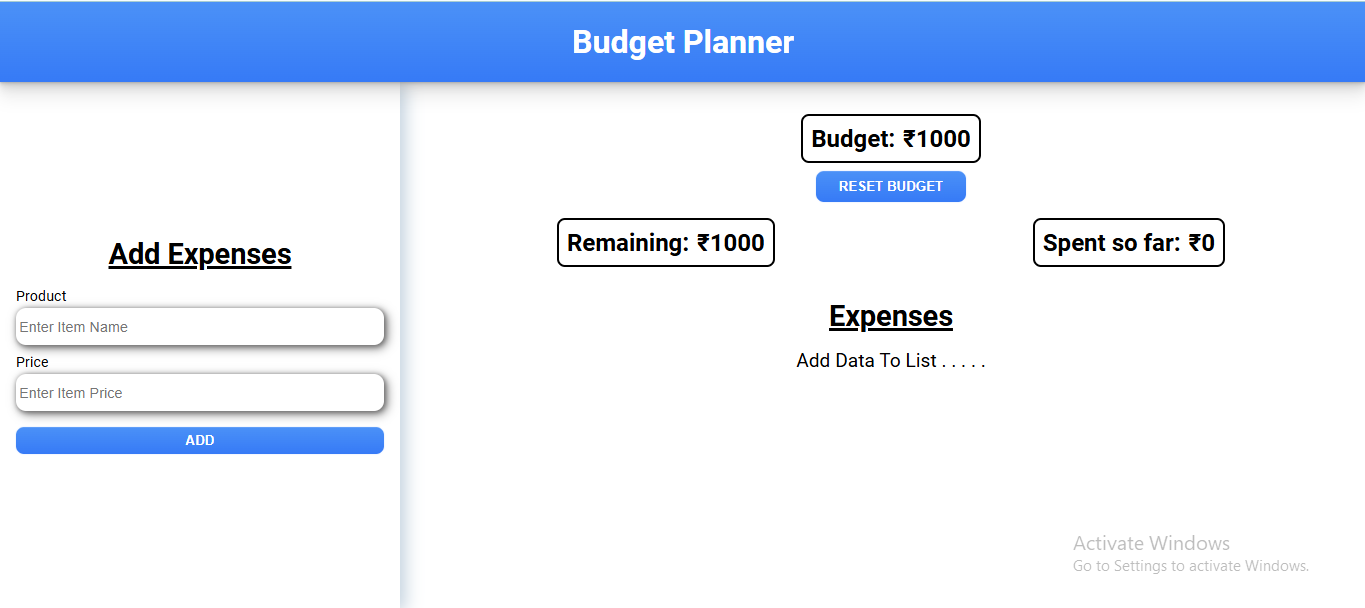 Budget Planner
Budget: ₹1000
RESET BUDGET
Remaining: ₹1000
Spent so far: ₹0
Add Expenses
Product
Enter Item Name
Price
Enter Item Price
ADD
Expenses
Add Data To List . . . . .
Activate Windows
Go to Settings to activate Windows.